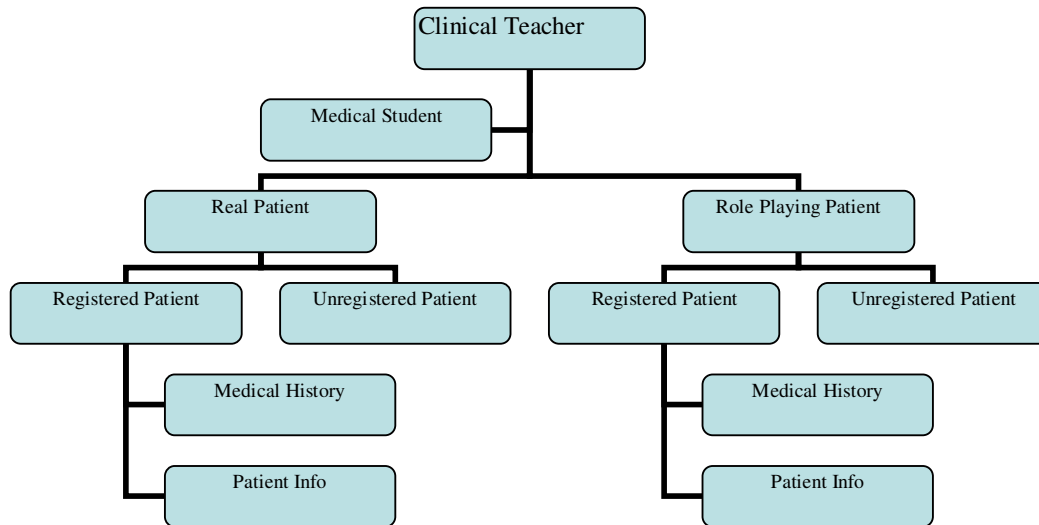 Clinical Teacher
Medical Student
Real Patient
Role Playing Patient
Registered Patient
Unregistered Patient
Registered Patient
Unregistered Patient
Medical History
Medical History
Patient Info
Patient Info